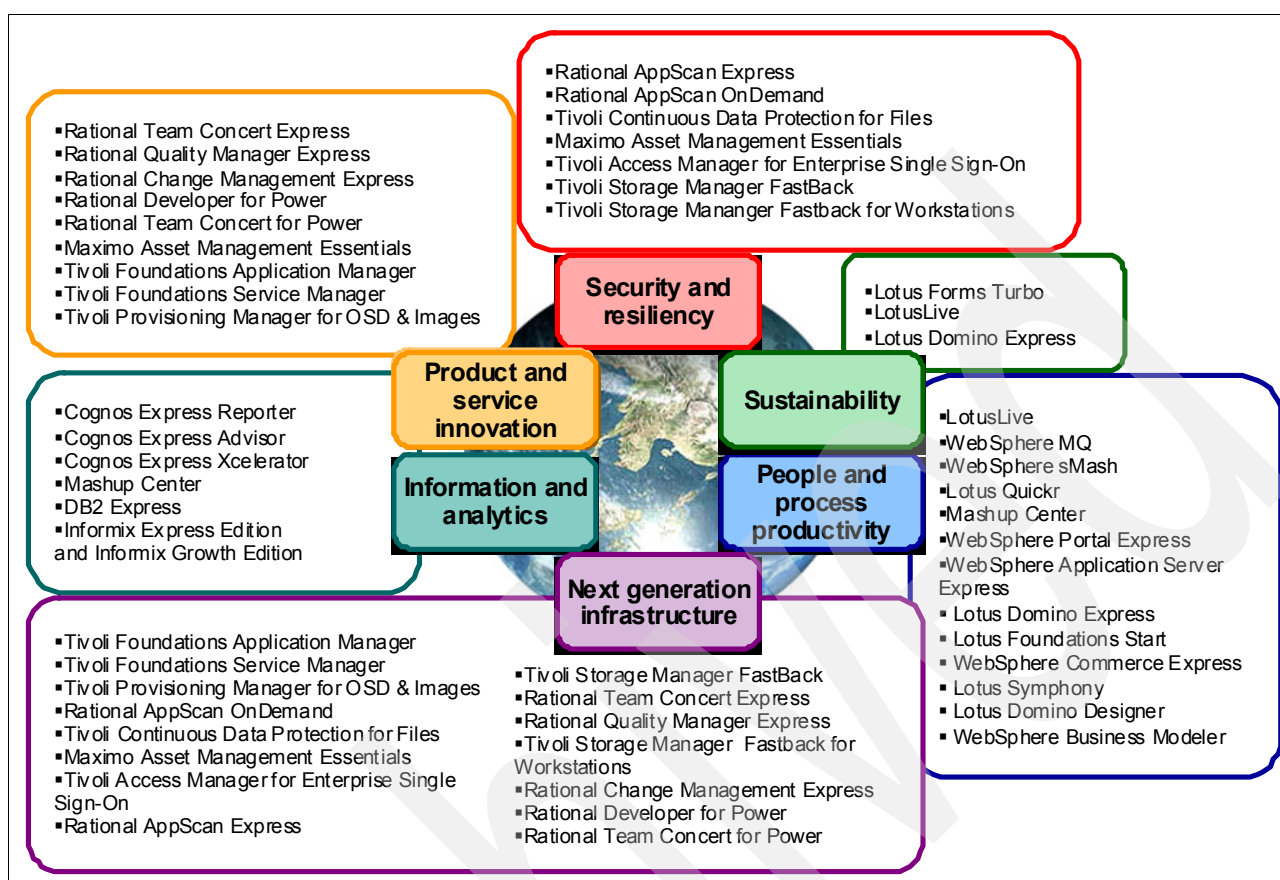 ▪Rational AppScan Express
▪Rational AppScan OnDemand
▪Tivoli Continuous Data Protection for Files
▪Maximo Asset Management Essentials
▪Tivoli Access Manager for Enterprise Single Sign-On
▪Tivoli Storage Manager FastBack
▪Tivoli Storage Mananger Fastback for Workstations
▪Rational Team Concert Express
▪Rational Quality Manager Express
▪Rational Change Management Express
▪Rational Developer for Power
▪Rational Team Concert for Power
▪Maximo Asset Management Essentials
▪Tivoli Foundations Application Manager
▪Tivoli Foundations Service Manager
▪Tivoli Provisioning Manager for OSD & Images
Security and
resiliency
▪Lotus Forms Turbo
▪LotusLive
▪Lotus Domino Express
Product and
service
innovation
Sustainability
▪Cognos Express Reporter
▪Cognos Express Advisor
▪Cognos Express Xcelerator
▪Mashup Center
▪DB2 Express
▪Informix Express Edition
and Informix Growth Edition
Information and
analytics
People and
process
productivity
▪LotusLive
▪WebSphere MQ
▪WebSphere sMash
▪Lotus Quickr
▪Mashup Center
▪WebSphere Portal Express
▪WebSphere Application Server
Express
▪ Lotus Domino Express
▪ Lotus Foundations Start
▪ WebSphere Commerce Express
▪ Lotus Symphony
▪ Lotus Domino Designer
▪ WebSphere Business Modeler
Next generation
infrastructure
▪Tivoli Foundations Application Manager
▪Tivoli Foundations Service Manager
▪Tivoli Provisioning Manager for OSD & Images
▪Rational AppScan OnDemand
▪Tivoli Continuous Data Protection for Files
▪Maximo Asset Management Essentials
▪Tivoli Access Manager for Enterprise Single
Sign-On
▪Rational AppScan Express
▪Tivoli Storage Manager FastBack
▪Rational Team Concert Express
▪Rational Quality Manager Express
▪Tivoli Storage Manager Fastback for
Workstations
▪Rational Change Management Express
▪Rational Developer for Power
▪Rational Team Concert for Power